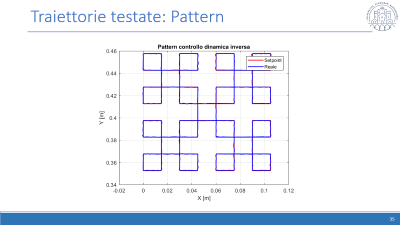 Traiettorie testate: Pattern
Pattern controllo dinamica inversa
Setpoint
Reale
0.46
0.44
0.42
0.4
0.38
0.36
0.34
Y [m]
-0.02
0
0.02
0.04
0.06
0.08
0.1
0.12
X [m]
35